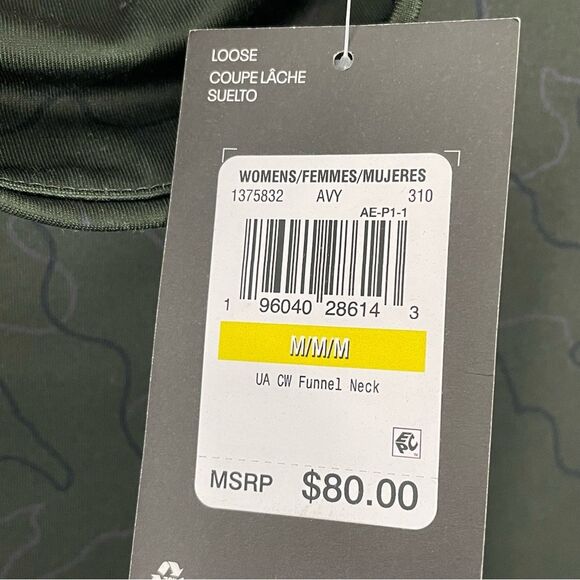 LOOSE
COUPE LÂCHE
SUELTO
WOMENS/FEMMES/MUJERES
1375832 AVY 310
AE-P1-1
1 96040 28614 3
M/M/M
UA CW Funnel Neck
EPC
MSRP $80.00